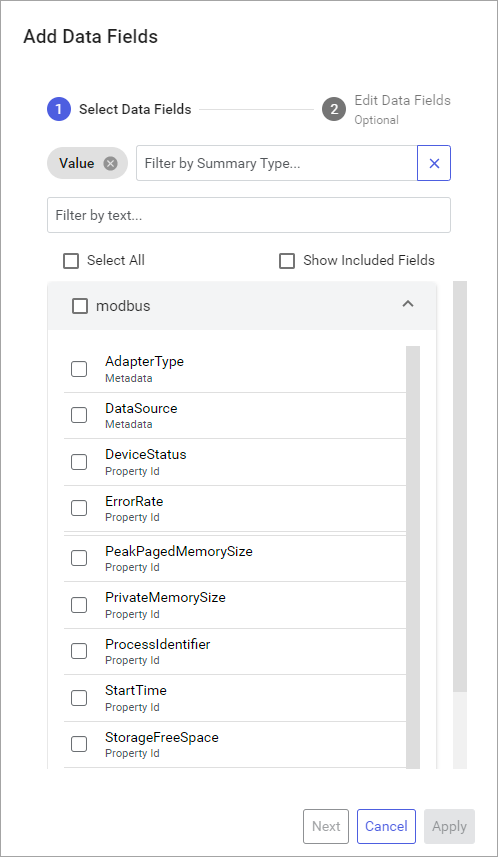 Add Data Fields
1 Select Data Fields
2 Edit Data Fields
Optional
Value
Filter by Summary Type...
Filter by text...
Select All
Show Included Fields
modbus
AdapterType
Metadata
DataSource
Metadata
DeviceStatus
Property Id
ErrorRate
Property Id
PeakPagedMemorySize
Property Id
PrivateMemorySize
Property Id
ProcessIdentifier
Property Id
StartTime
Property Id
StorageFreeSpace
Property Id
Next
Cancel
Apply